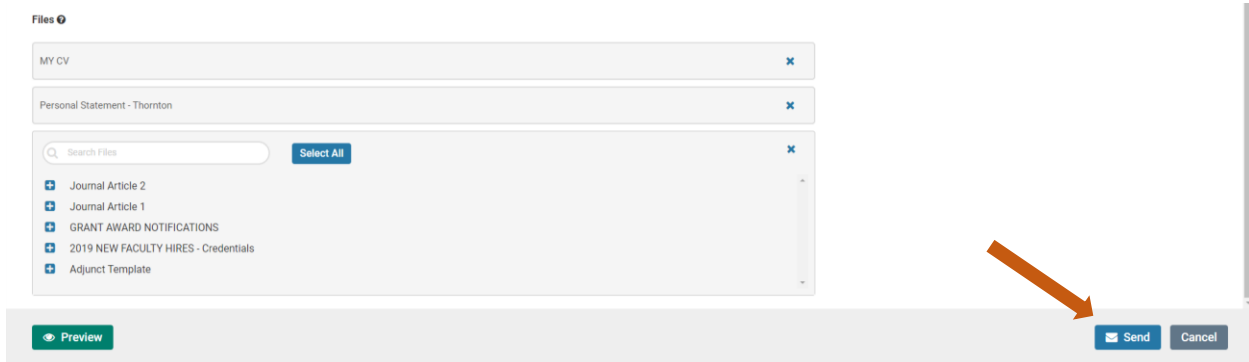 Files
MY CV
Personal Statement - Thornton
Search Files
Select All
Journal Article 2
Journal Article 1
GRANT AWARD NOTIFICATIONS
2019 NEW FACULTY HIRES - Credentials
Adjunct Template
Preview
Send
Cancel